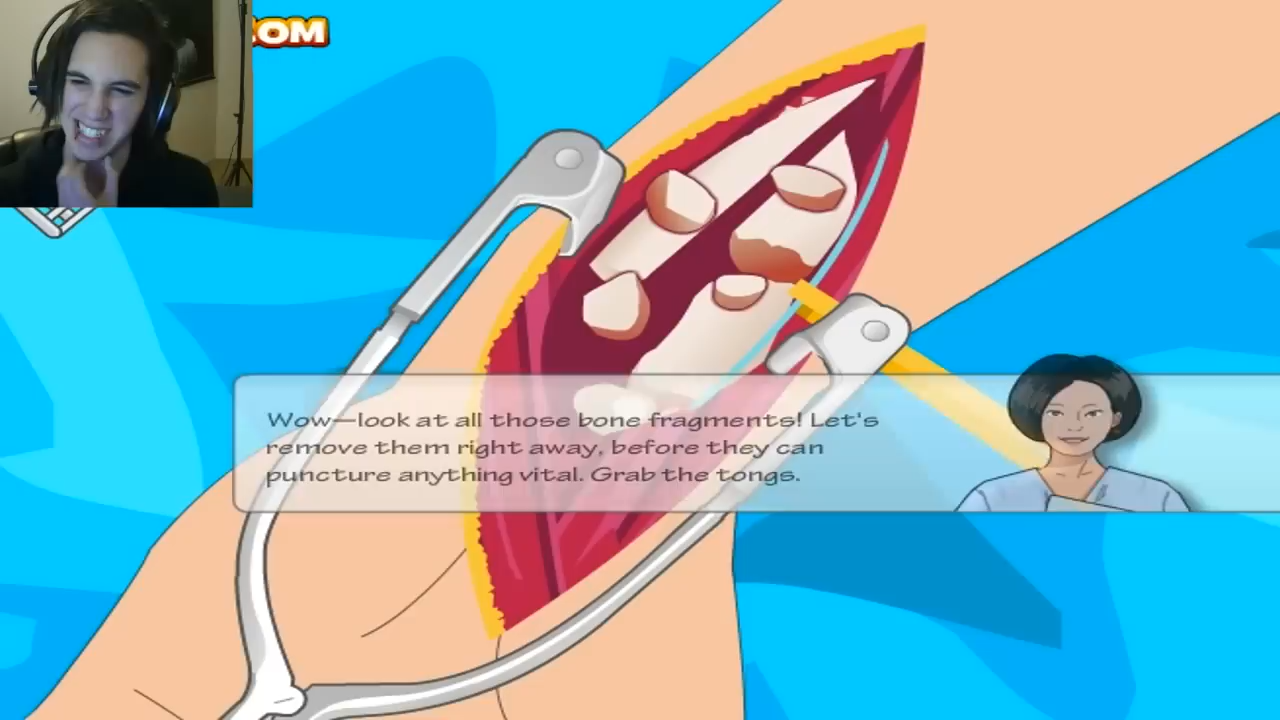 .COM
Wow—look at all those bone fragments! Let's
remove them right away, before they can
puncture anything vital. Grab the tongs.